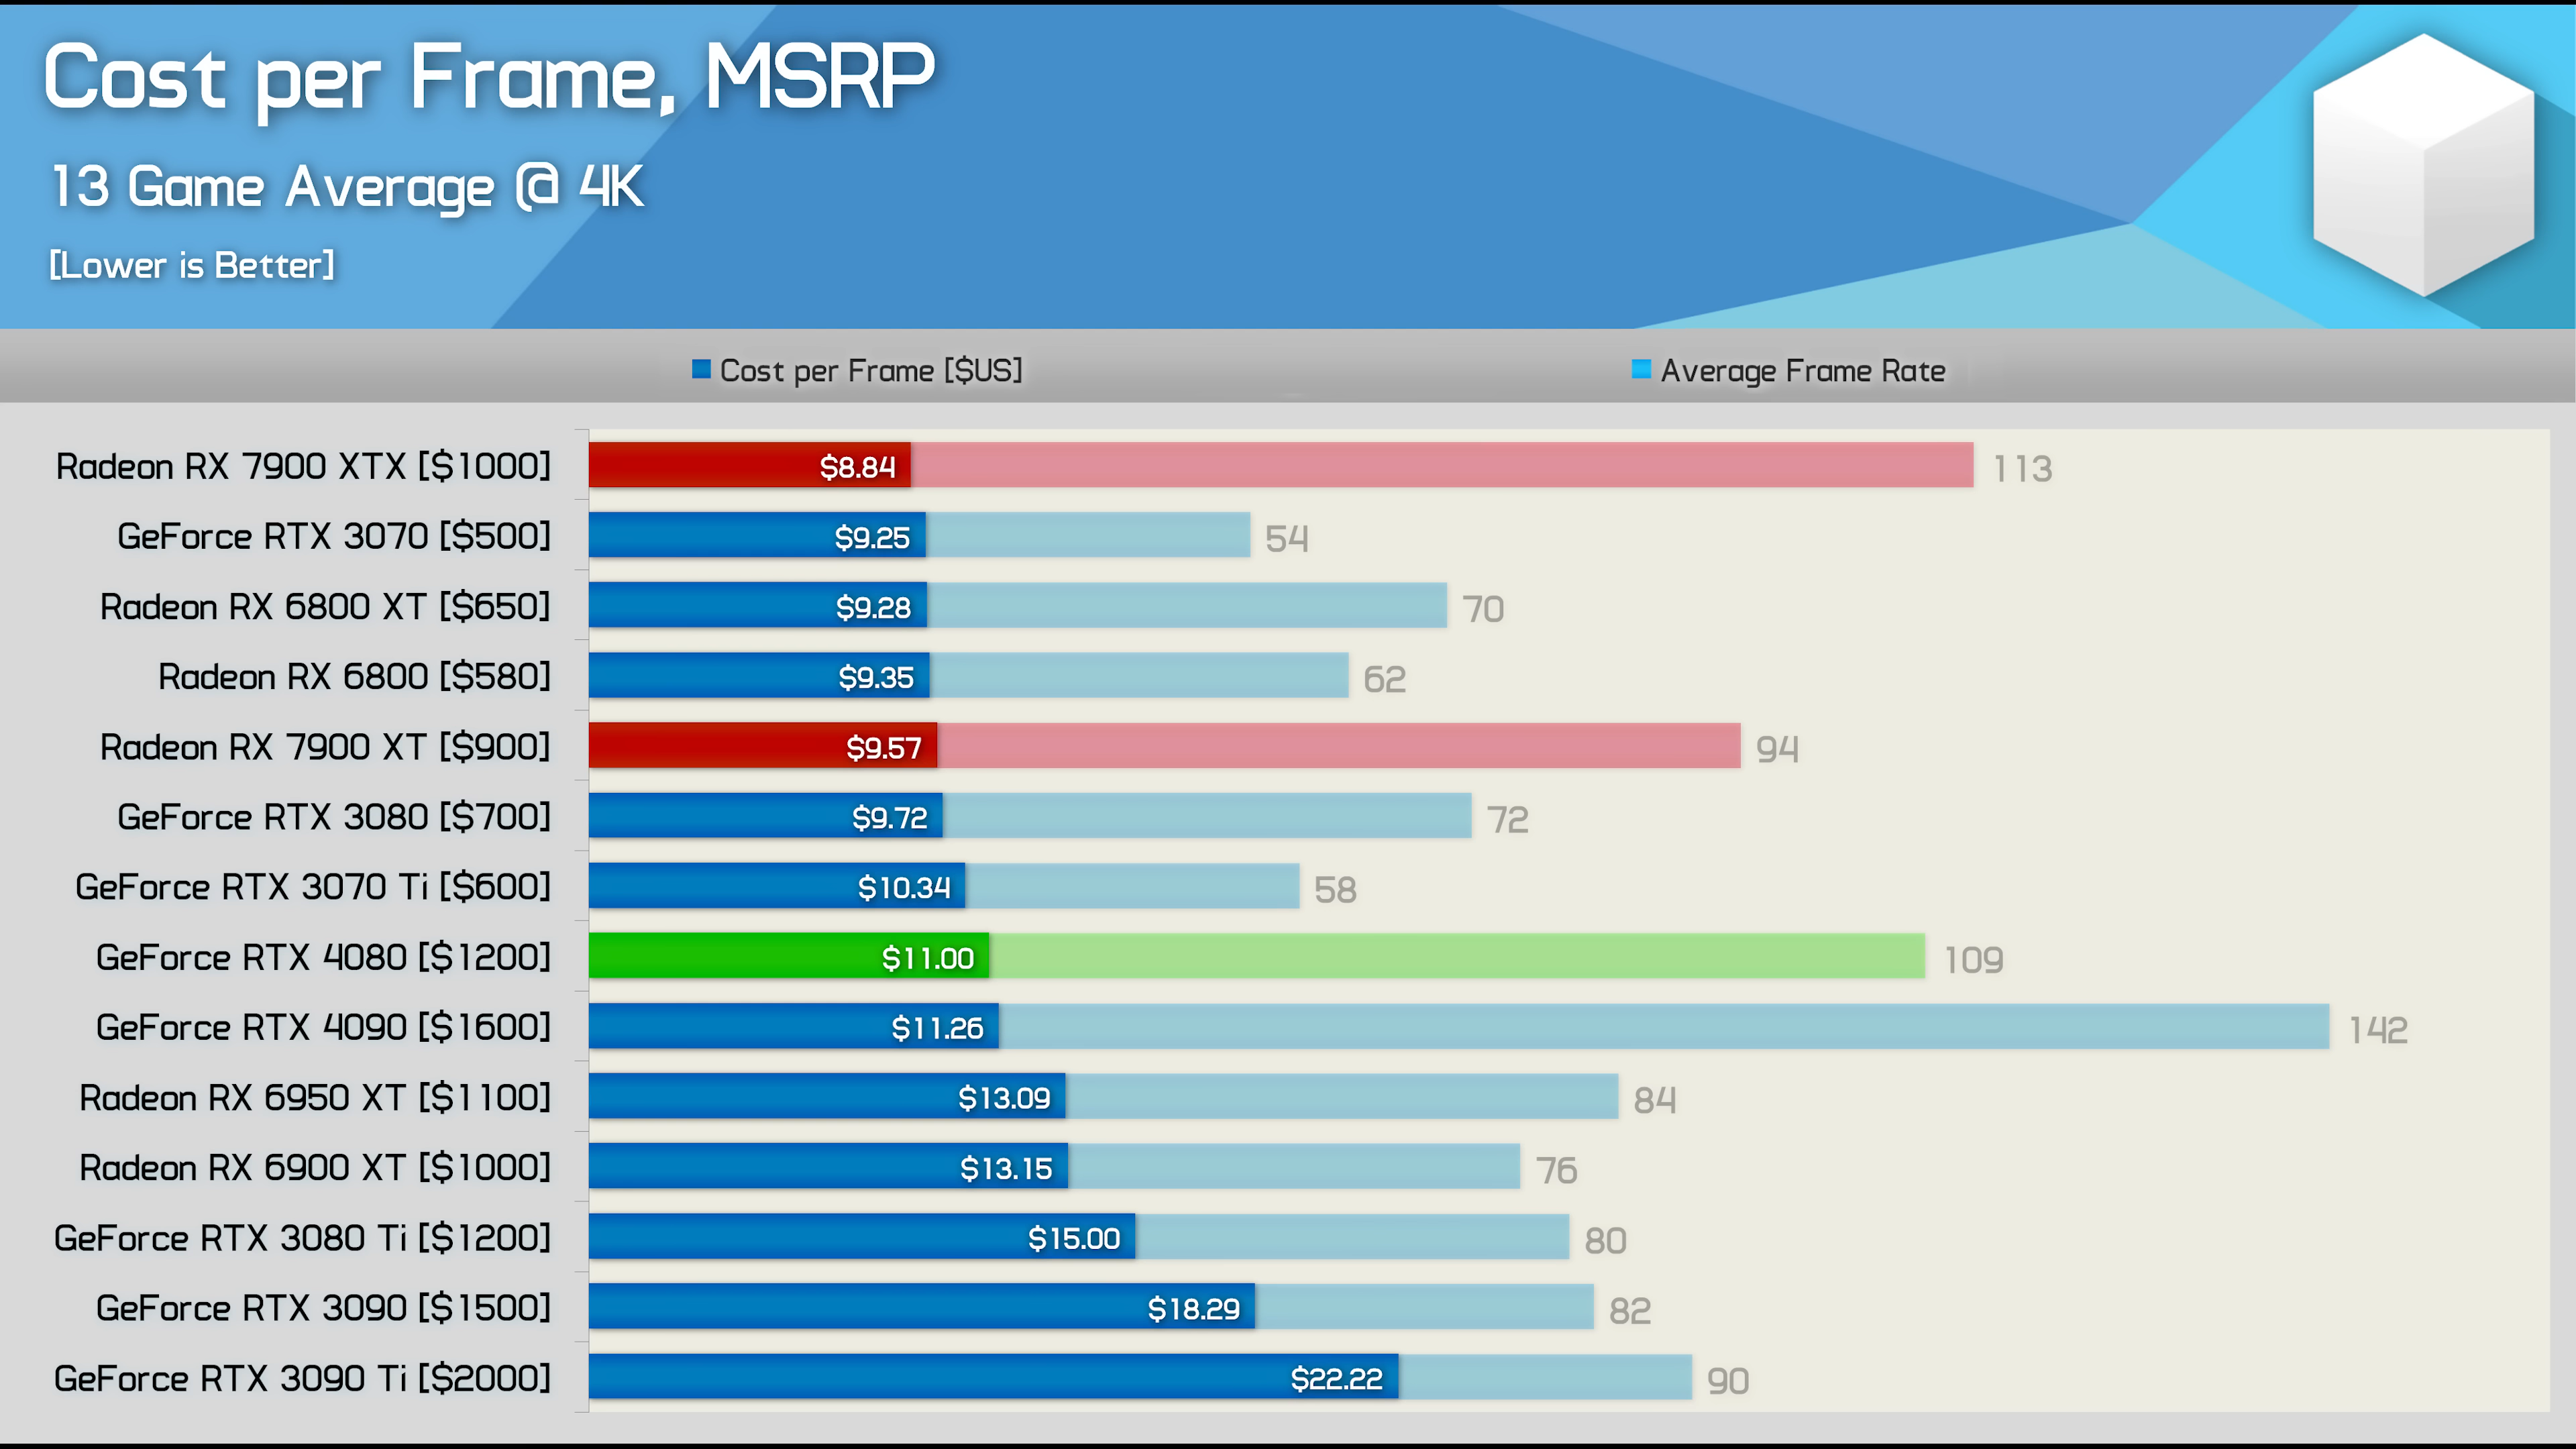 Cost per Frame, MSRP
13 Game Average @ 4K
[Lower is Better]
Cost per Frame [$US] Average Frame Rate
Radeon RX 7900 XTX [$1000] $8.84 113
GeForce RTX 3070 [$500] $9.25 54
Radeon RX 6800 XT [$650] $9.28 70
Radeon RX 6800 [$580] $9.35 62
Radeon RX 7900 XT [$900] $9.57 94
GeForce RTX 3080 [$700] $9.72 72
GeForce RTX 3070 Ti [$600] $10.34 58
GeForce RTX 4080 [$1200] $11.00 109
GeForce RTX 4090 [$1600] $11.26 142
Radeon RX 6950 XT [$1100] $13.09 84
Radeon RX 6900 XT [$1000] $13.15 76
GeForce RTX 3080 Ti [$1200] $15.00 80
GeForce RTX 3090 [$1500] $18.29 82
GeForce RTX 3090 Ti [$2000] $22.22 90